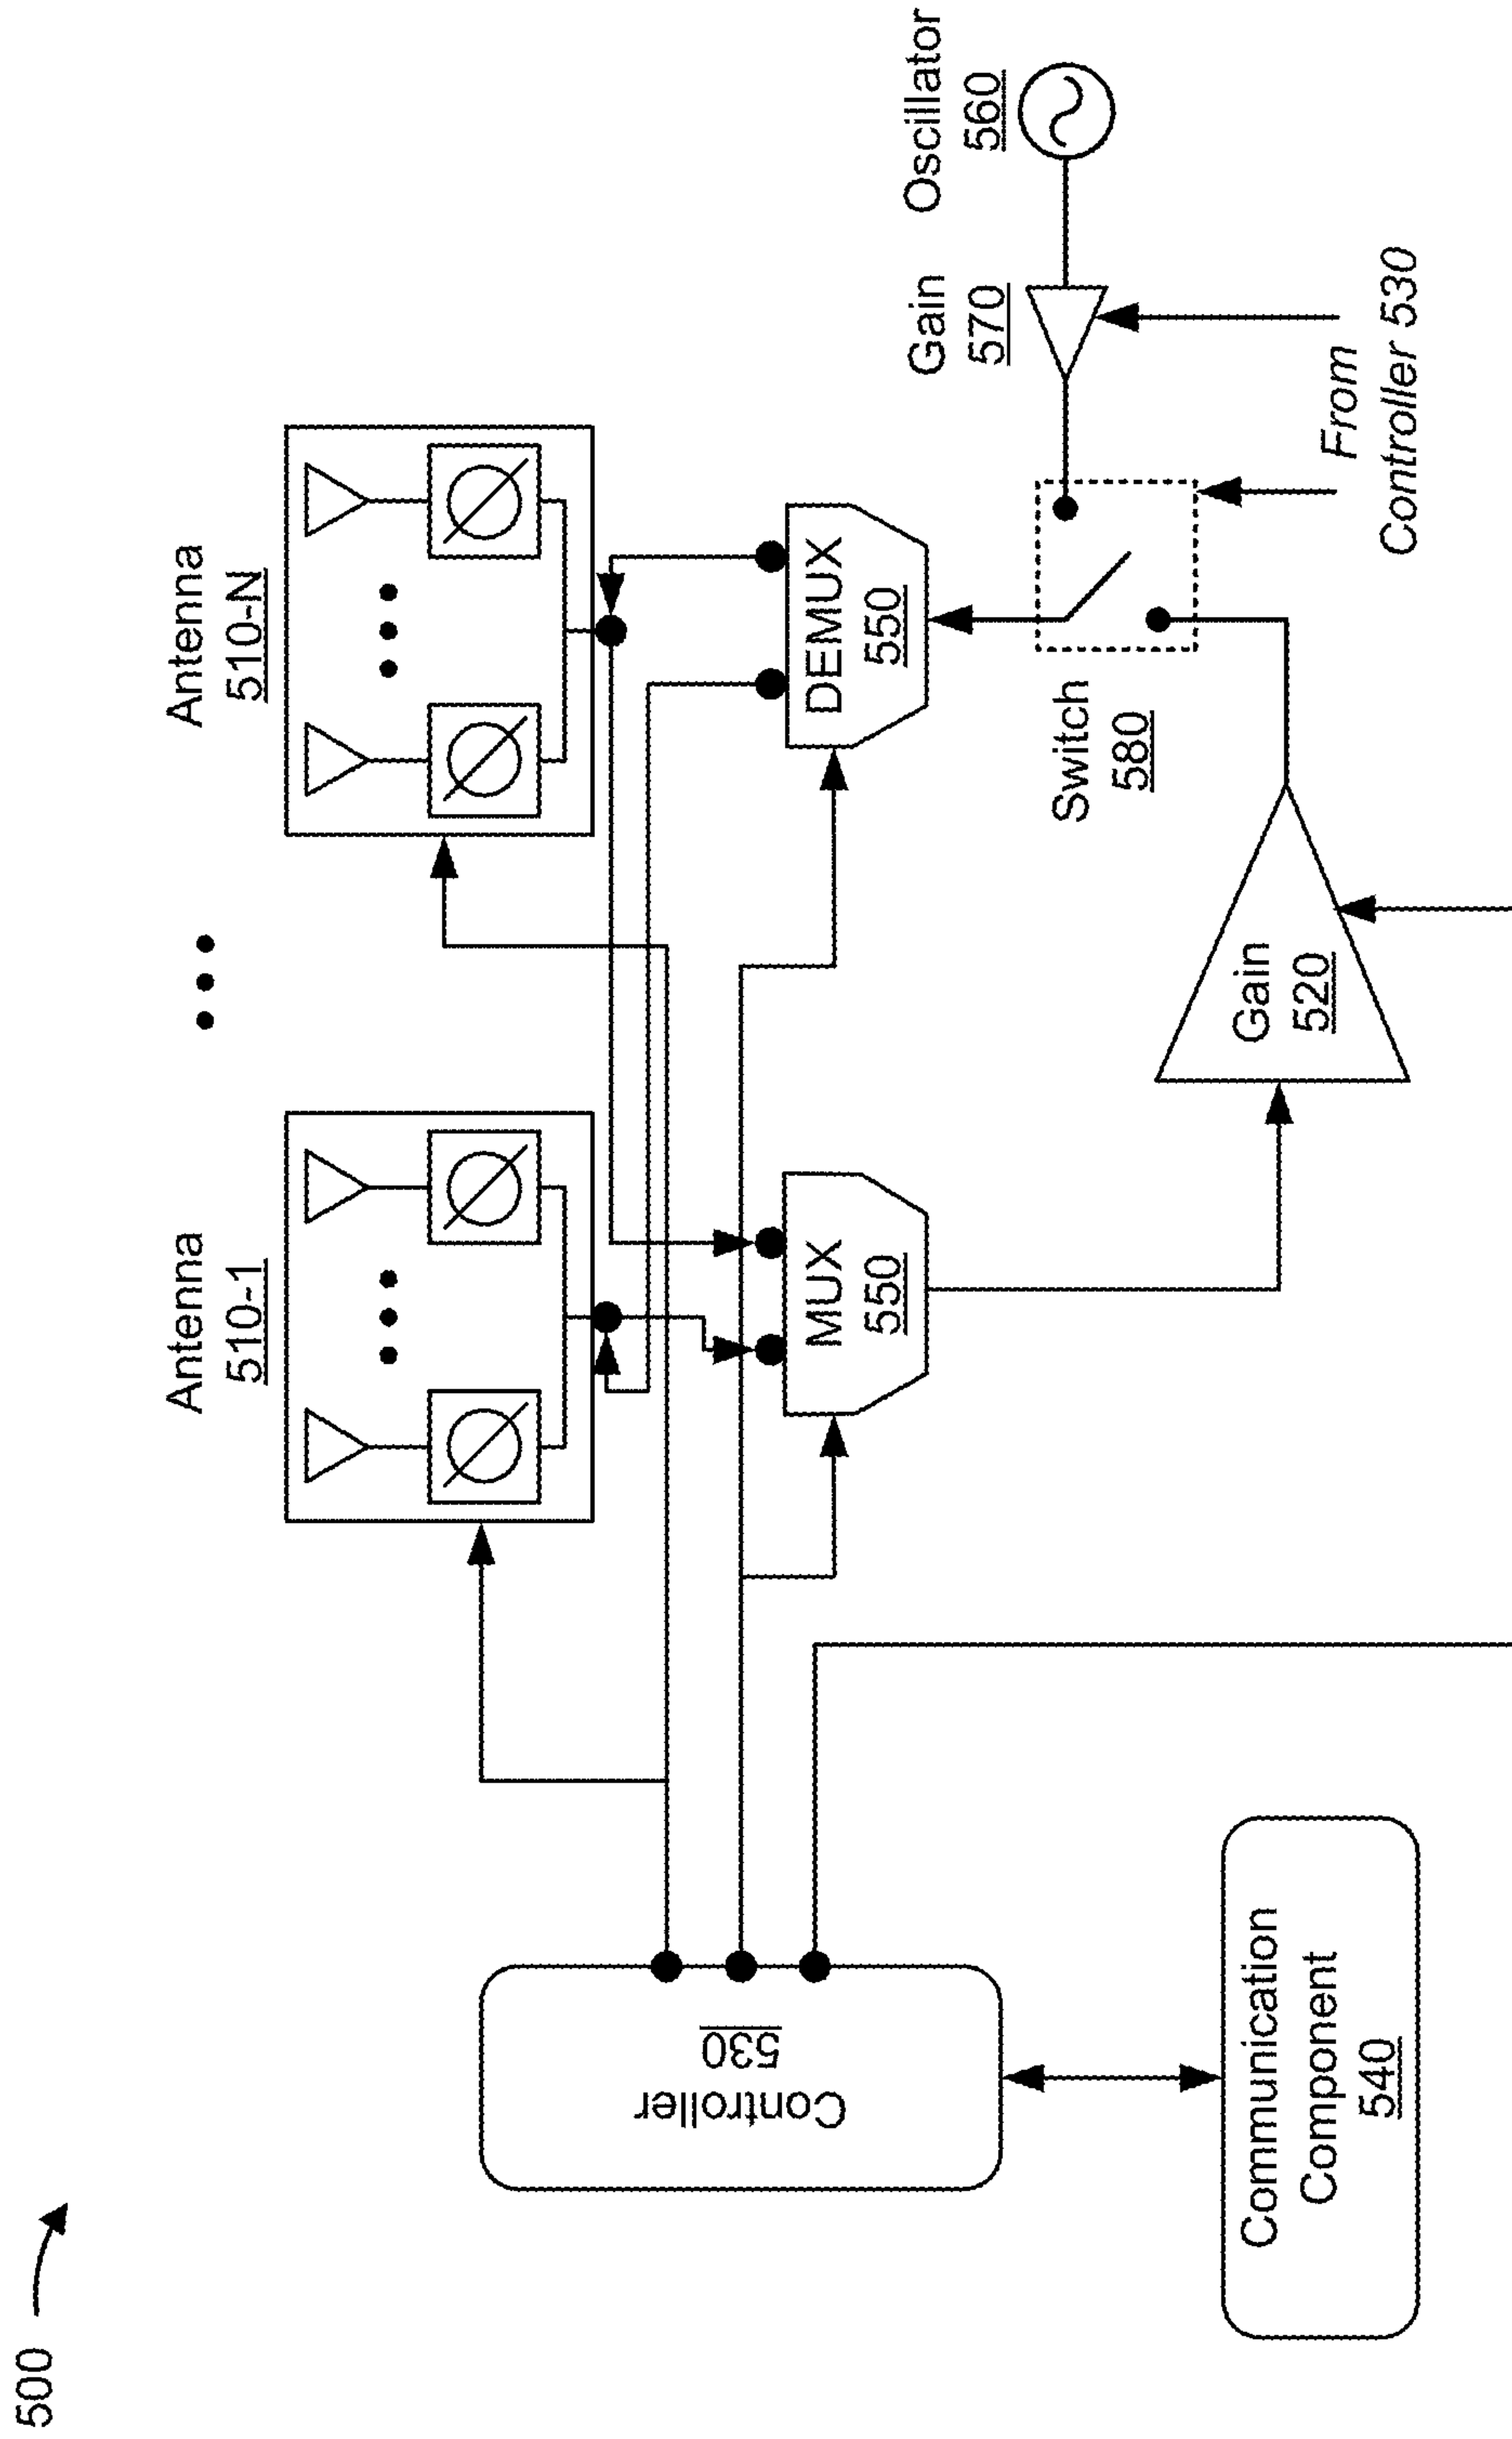 500
Antenna
510-1
Antenna
510-N
Controller
530
MUX
550
DEMUX
550
Communication
Component
540
Gain
520
Switch
580
Gain
570
Oscillator
560
From
Controller 530